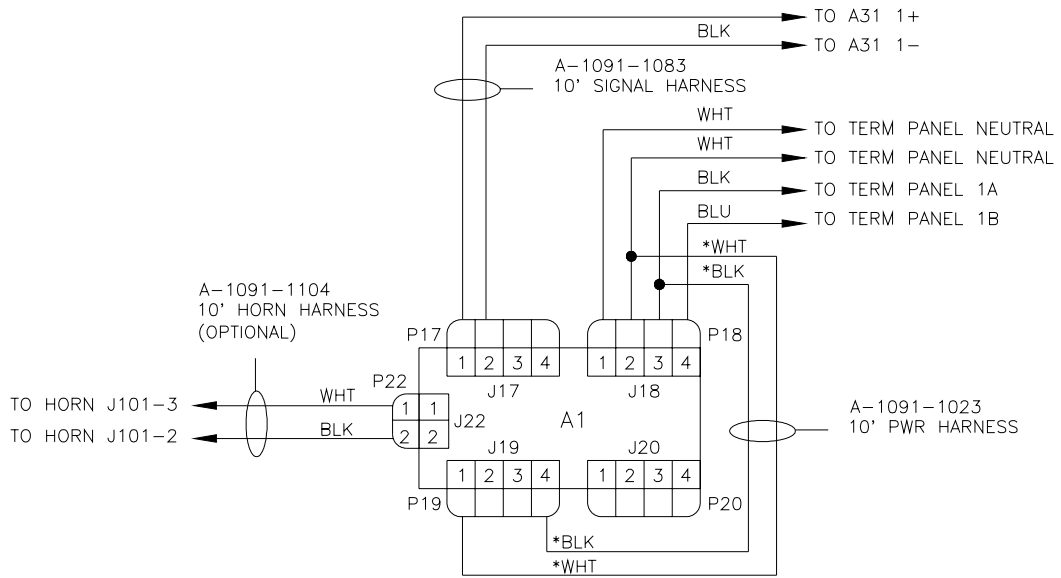 TO A31 1+
BLK
TO A31 1-
A-1091-1083
10' SIGNAL HARNESS
WHT
TO TERM PANEL NEUTRAL
WHT
TO TERM PANEL NEUTRAL
BLK
TO TERM PANEL 1A
BLU
TO TERM PANEL 1B
*WHT
*BLK
A-1091-1104
10' HORN HARNESS
(OPTIONAL)
P17
P18
1 2 3 4
1 2 3 4
J17
J18
P22
WHT
TO HORN J101-3
1 1
J22
BLK
TO HORN J101-2
2 2
A1
A-1091-1023
10' PWR HARNESS
J19
J20
1 2 3 4
1 2 3 4
P19
P20
*BLK
*WHT